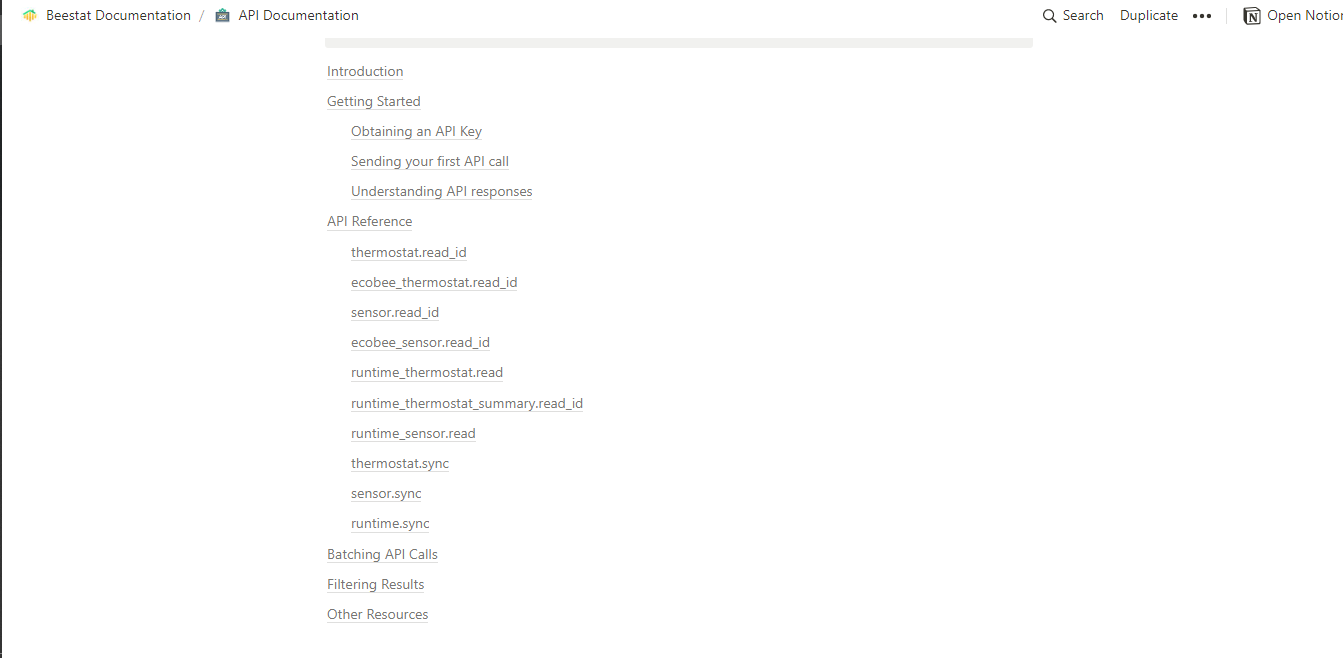 Beestat Documentation / API Documentation Search Duplicate ••• Open Notion
Introduction
Getting Started
Obtaining an API Key
Sending your first API call
Understanding API responses
API Reference
thermostat.read_id
ecobee_thermostat.read_id
sensor.read_id
ecobee_sensor.read_id
runtime_thermostat.read
runtime_thermostat_summary.read_id
runtime_sensor.read
thermostat.sync
sensor.sync
runtime.sync
Batching API Calls
Filtering Results
Other Resources